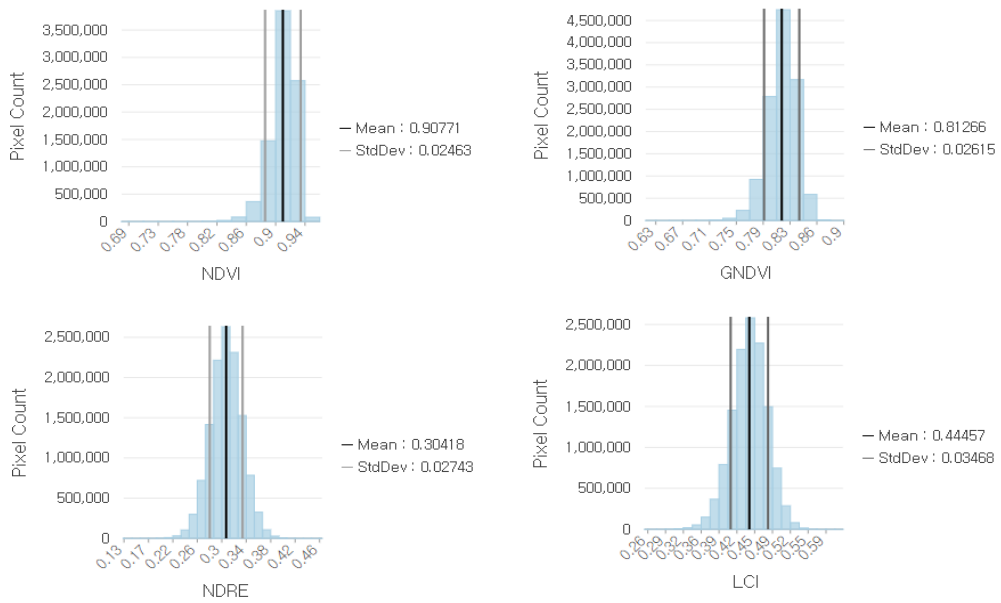 3,500,000
3,000,000
2,500,000
2,000,000
1,500,000
1,000,000
500,000
0
Pixel Count
0.69 0.73 0.78 0.82 0.86 0.9 0.94
NDVI
Mean : 0.90771
StdDev : 0.02463
4,500,000
4,000,000
3,500,000
3,000,000
2,500,000
2,000,000
1,500,000
1,000,000
500,000
0
Pixel Count
0.63 0.67 0.71 0.75 0.79 0.83 0.86 0.9
GNDVI
Mean : 0.81266
StdDev : 0.02615
2,500,000
2,000,000
1,500,000
1,000,000
500,000
0
Pixel Count
0.13 0.17 0.22 0.26 0.3 0.34 0.38 0.42 0.46
NDRE
Mean : 0.30418
StdDev : 0.02743
2,500,000
2,000,000
1,500,000
1,000,000
500,000
0
Pixel Count
0.26 0.29 0.32 0.36 0.39 0.42 0.45 0.49 0.52 0.55 0.59
LCI
Mean : 0.44457
StdDev : 0.03468